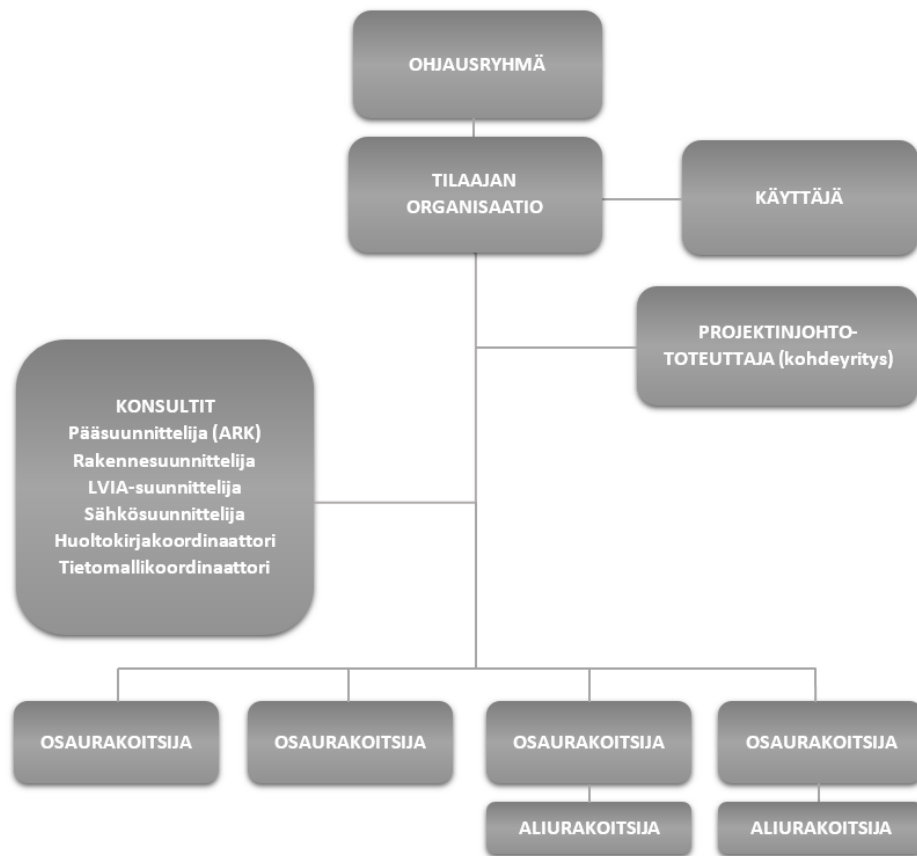 OHJAUSRYHMÄ
TILAAJAN
ORGANISAATIO
KÄYTTÄJÄ
PROJEKTINJOHTO-
TOTEUTTAJA (kohdeyritys)
KONSULTIT
Pääsuunnittelija (ARK)
Rakennesuunnittelija
LVIA-suunnittelija
Sähkösuunnittelija
Huoltokirjakoordinaattori
Tietomallikoordinaattori
OSAURAKOITSIJA
OSAURAKOITSIJA
OSAURAKOITSIJA
OSAURAKOITSIJA
ALIURAKOITSIJA
ALIURAKOITSIJA